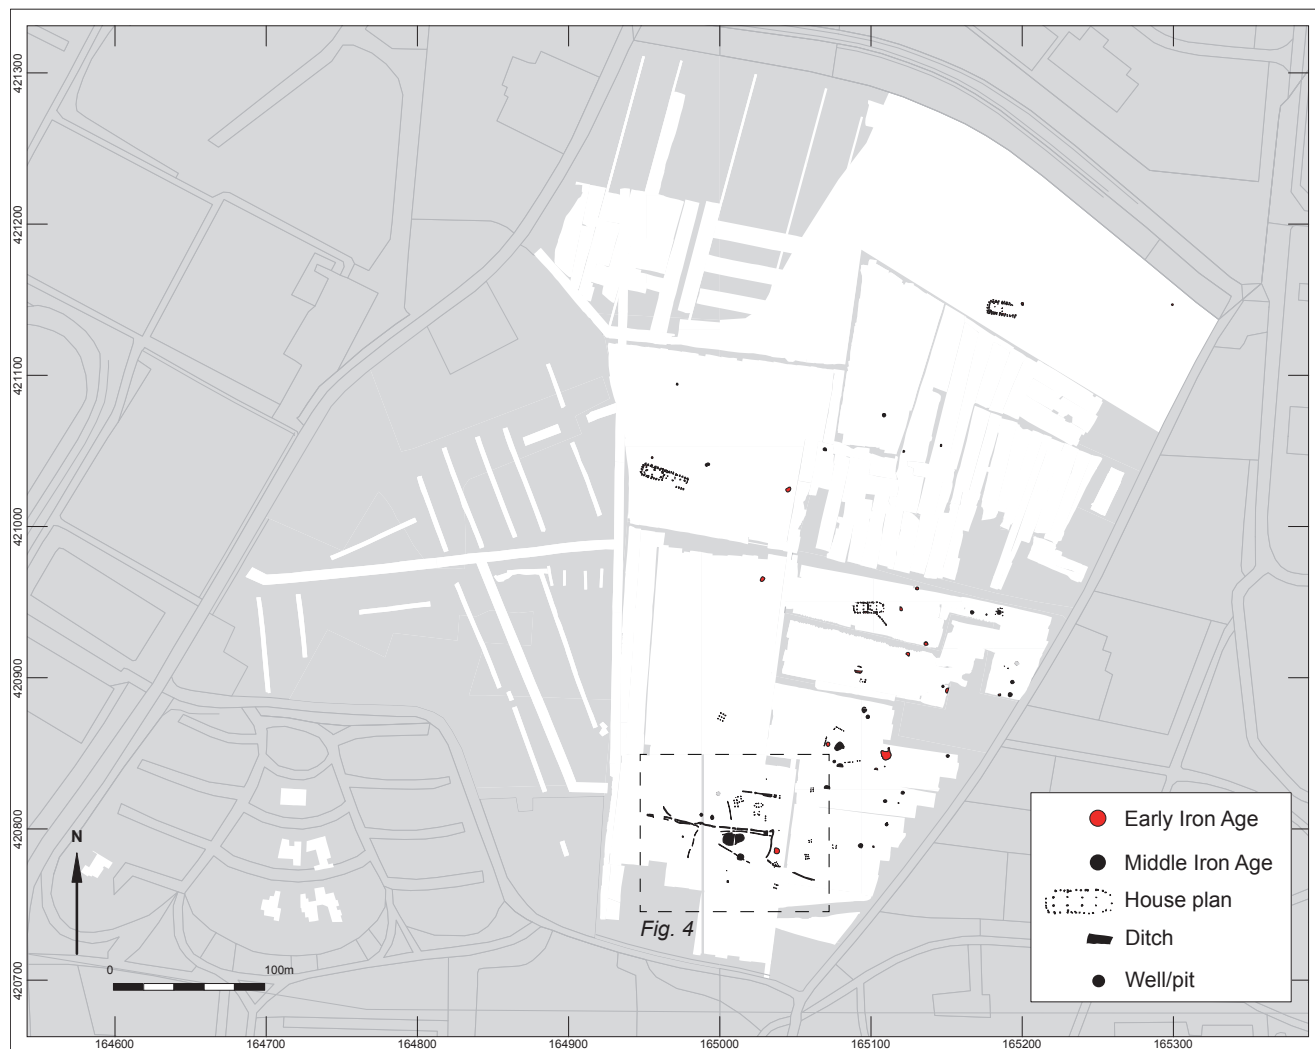 421300
421200
421100
421000
420900
420800
420700
N
0 100m
Fig. 4
Early Iron Age
Middle Iron Age
House plan
Ditch
Well/pit
164600 164700 164800 164900 165000 165100 165200 165300